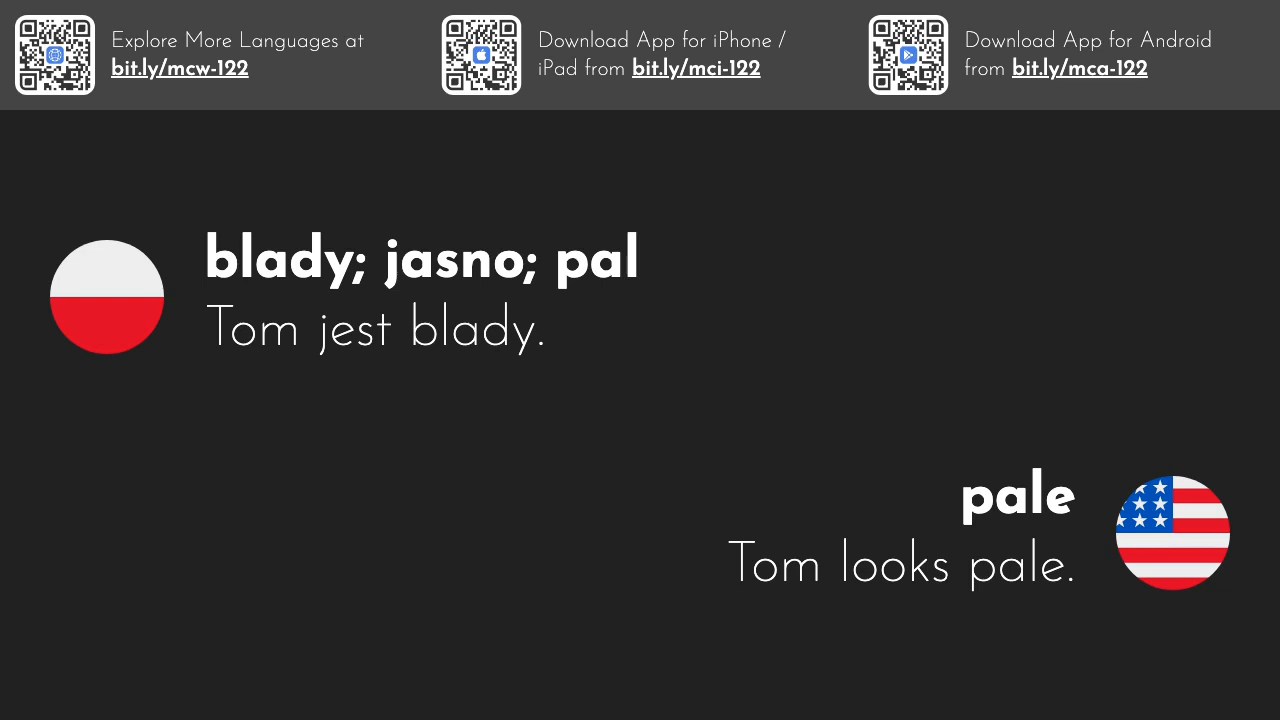 Explore More Languages at
bit.ly/mcw-122
Download App for iPhone /
iPad from bit.ly/mci-122
Download App for Android
from bit.ly/mca-122
blady; jasno; pal
Tom jest blady.
pale
Tom looks pale.